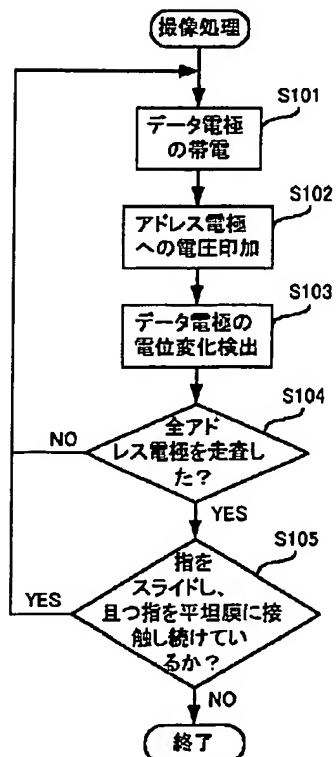 撮像処理
S101
データ電極
の帯電
S102
アドレス電極
への電圧印加
S103
データ電極の
電位変化検出
S104
全アド
レス電極を走査し
た?
NO
YES
S105
指を
スライドし、
且つ指を平坦膜に接
触し続けてい
るか?
YES
NO
終了